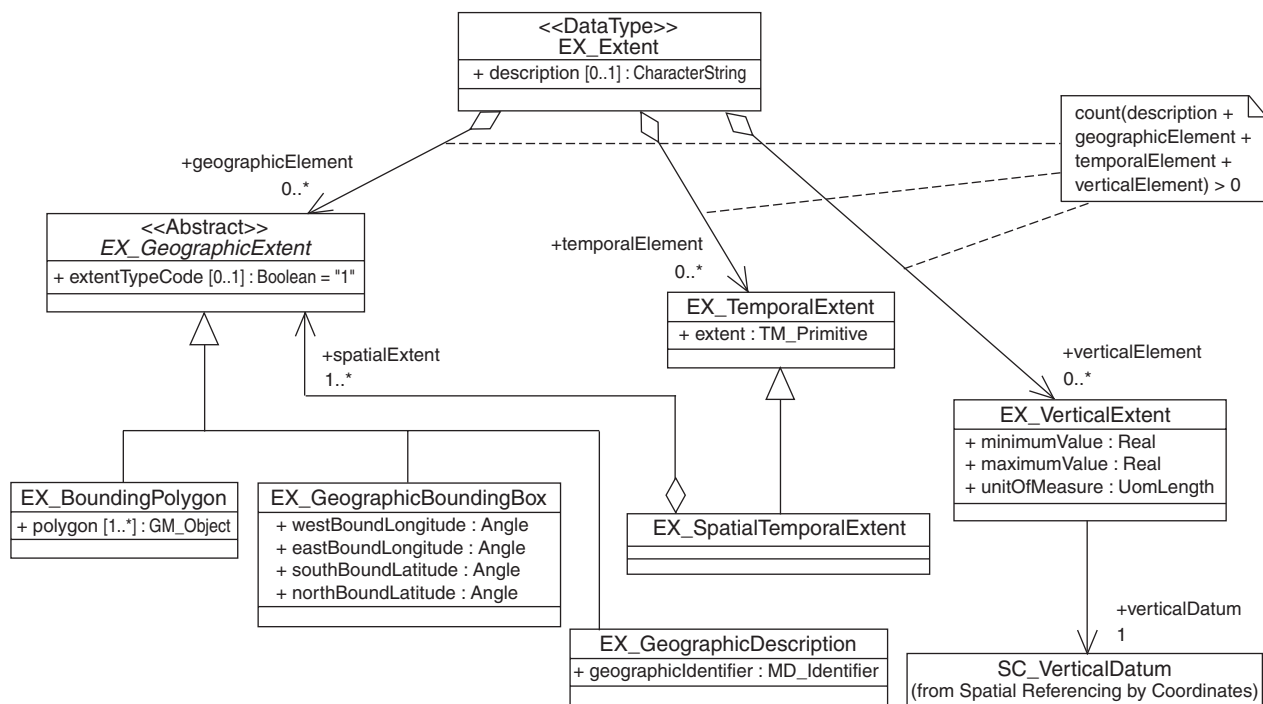 <<DataType>>
EX_Extent
+ description [0..1] : CharacterString
count(description +
geographicElement +
temporalElement +
verticalElement) > 0
+geographicElement
0..*
<<Abstract>>
EX_GeographicExtent
+ extentTypeCode [0..1] : Boolean = "1"
+temporalElement
0..*
EX_TemporalExtent
+ extent : TM_Primitive
+spatialExtent
1..*
+verticalElement
0..*
EX_VerticalExtent
+ minimumValue : Real
+ maximumValue : Real
+ unitOfMeasure : UomLength
EX_BoundingPolygon
+ polygon [1..*] : GM_Object
EX_GeographicBoundingBox
+ westBoundLongitude : Angle
+ eastBoundLongitude : Angle
+ southBoundLatitude : Angle
+ northBoundLatitude : Angle
EX_SpatialTemporalExtent
+verticalDatum
1
EX_GeographicDescription
+ geographicIdentifier : MD_Identifier
SC_VerticalDatum
(from Spatial Referencing by Coordinates)